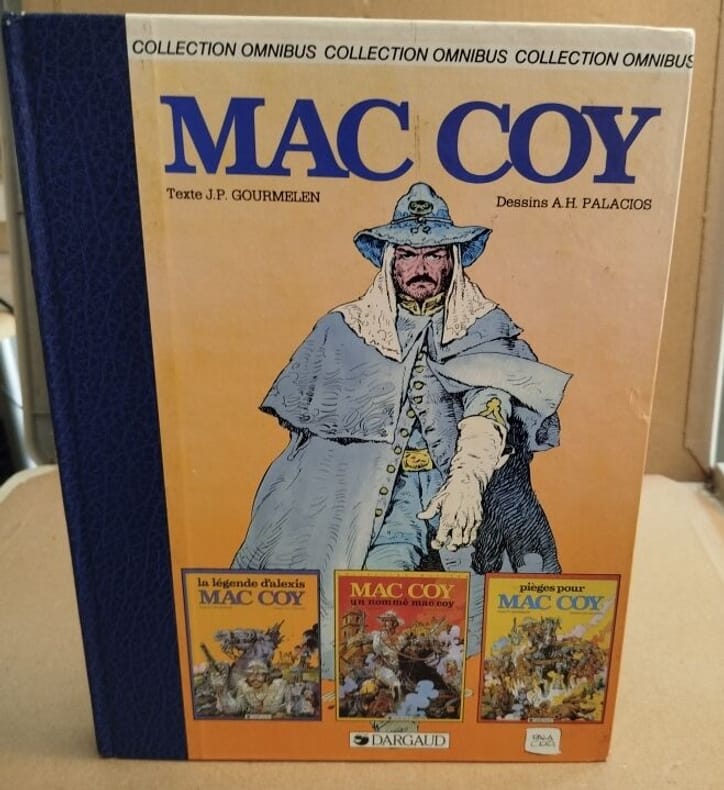 COLLECTION OMNIBUS COLLECTION OMNIBUS COLLECTION OMNIBUS
MAC COY
Texte J.P. GOURMELEN
Dessins A.H. PALACIOS
la légende d'alexis
MAC COY
MAC COY
un nommé mac coy
pièges pour
MAC COY
DARGAUD